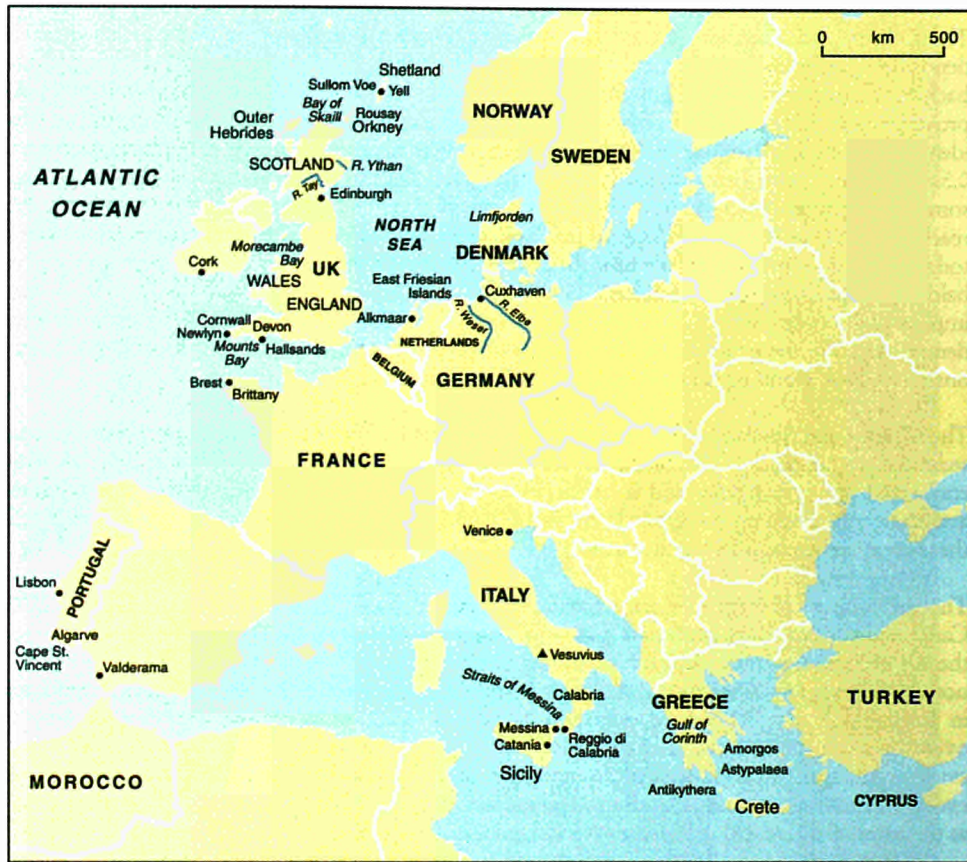 0 km 500
Shetland
Sullom Voe
Yell
Bay of
Skaill
Rousay
Orkney
Outer
Hebrides
NORWAY
SWEDEN
SCOTLAND
R. Ythan
R. Tay
Edinburgh
ATLANTIC
OCEAN
NORTH
SEA
Limfjorden
DENMARK
Morecambe
Bay
Cork
UK
WALES
ENGLAND
East Friesian
Islands
Cuxhaven
R. Weser
R. Elbe
Alkmaar
NETHERLANDS
Cornwall
Devon
Newlyn
Mounts
Bay
Hallsands
BELGIUM
GERMANY
Brest
Brittany
FRANCE
Venice
PORTUGAL
Lisbon
ITALY
Algarve
Cape St.
Vincent
Valderama
Vesuvius
Straits of Messina
Calabria
GREECE
TURKEY
Gulf of
Corinth
Messina
Reggio di
Calabria
Catania
Sicily
Amorgos
Astypalaea
Antikythera
MOROCCO
Crete
CYPRUS